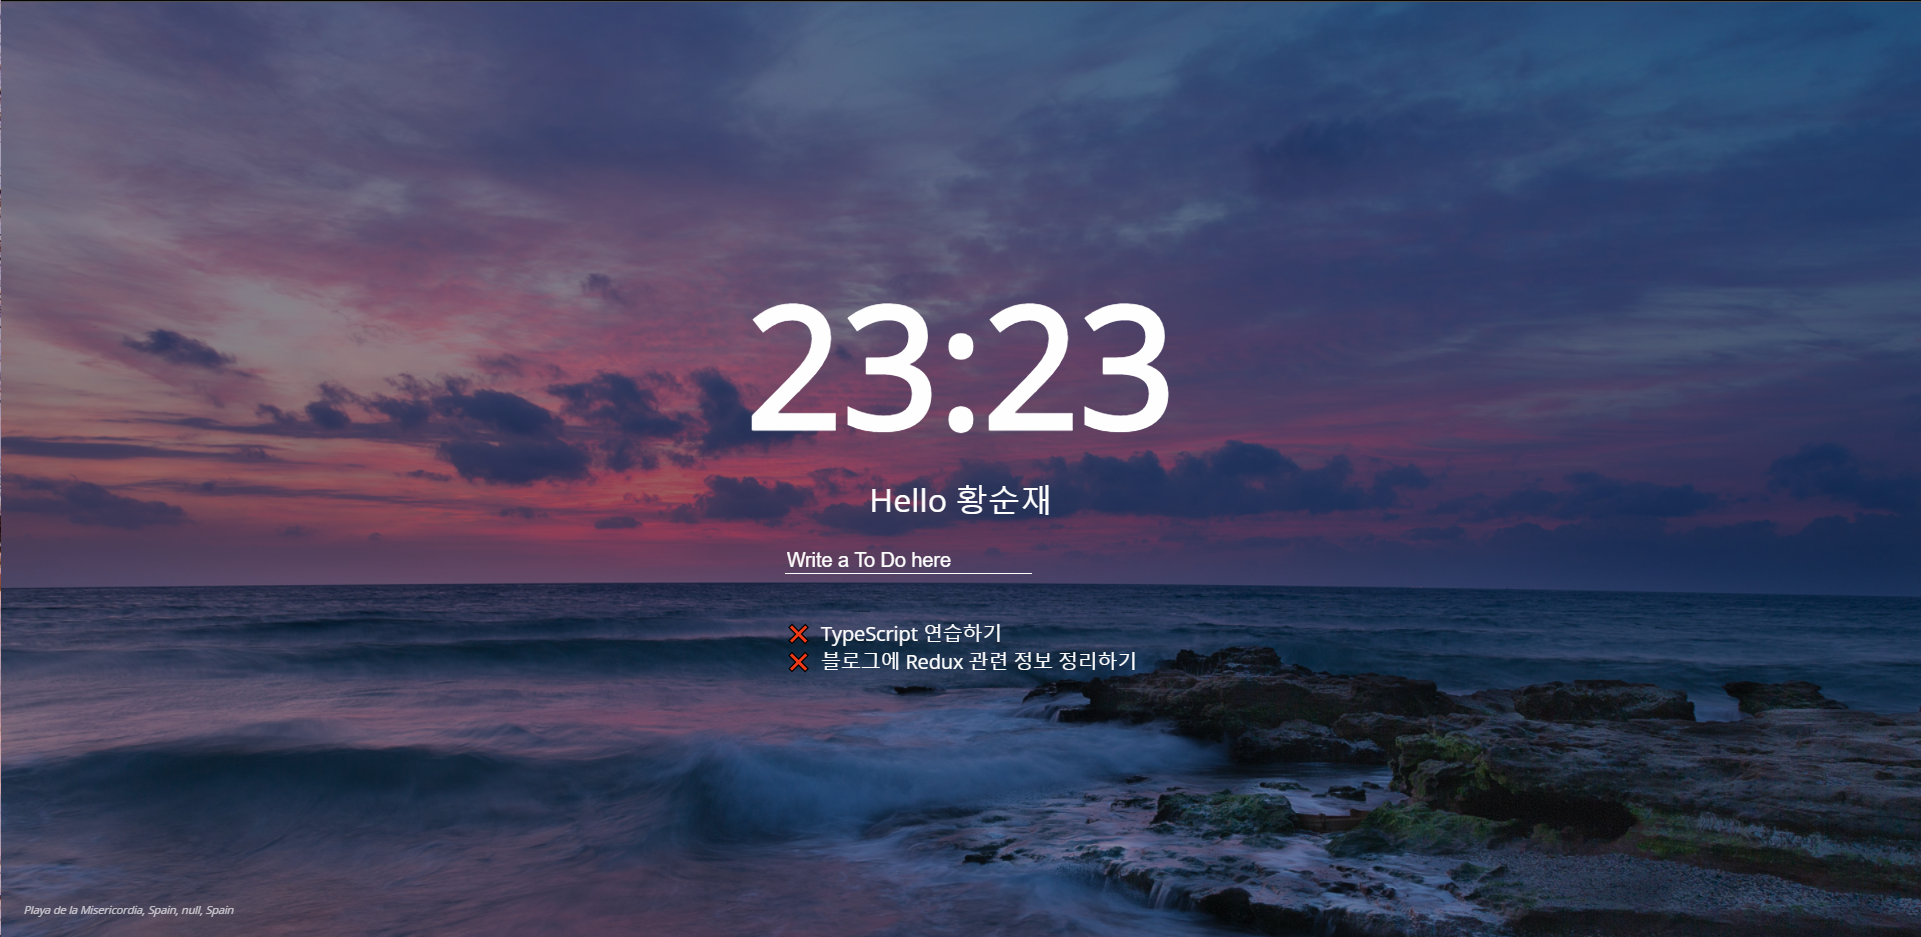 23:23
Hello 황순재
Write a To Do here
TypeScript 연습하기
블로그에 Redux 관련 정보 정리하기
Playa de la Misericordia, Spain, null, Spain